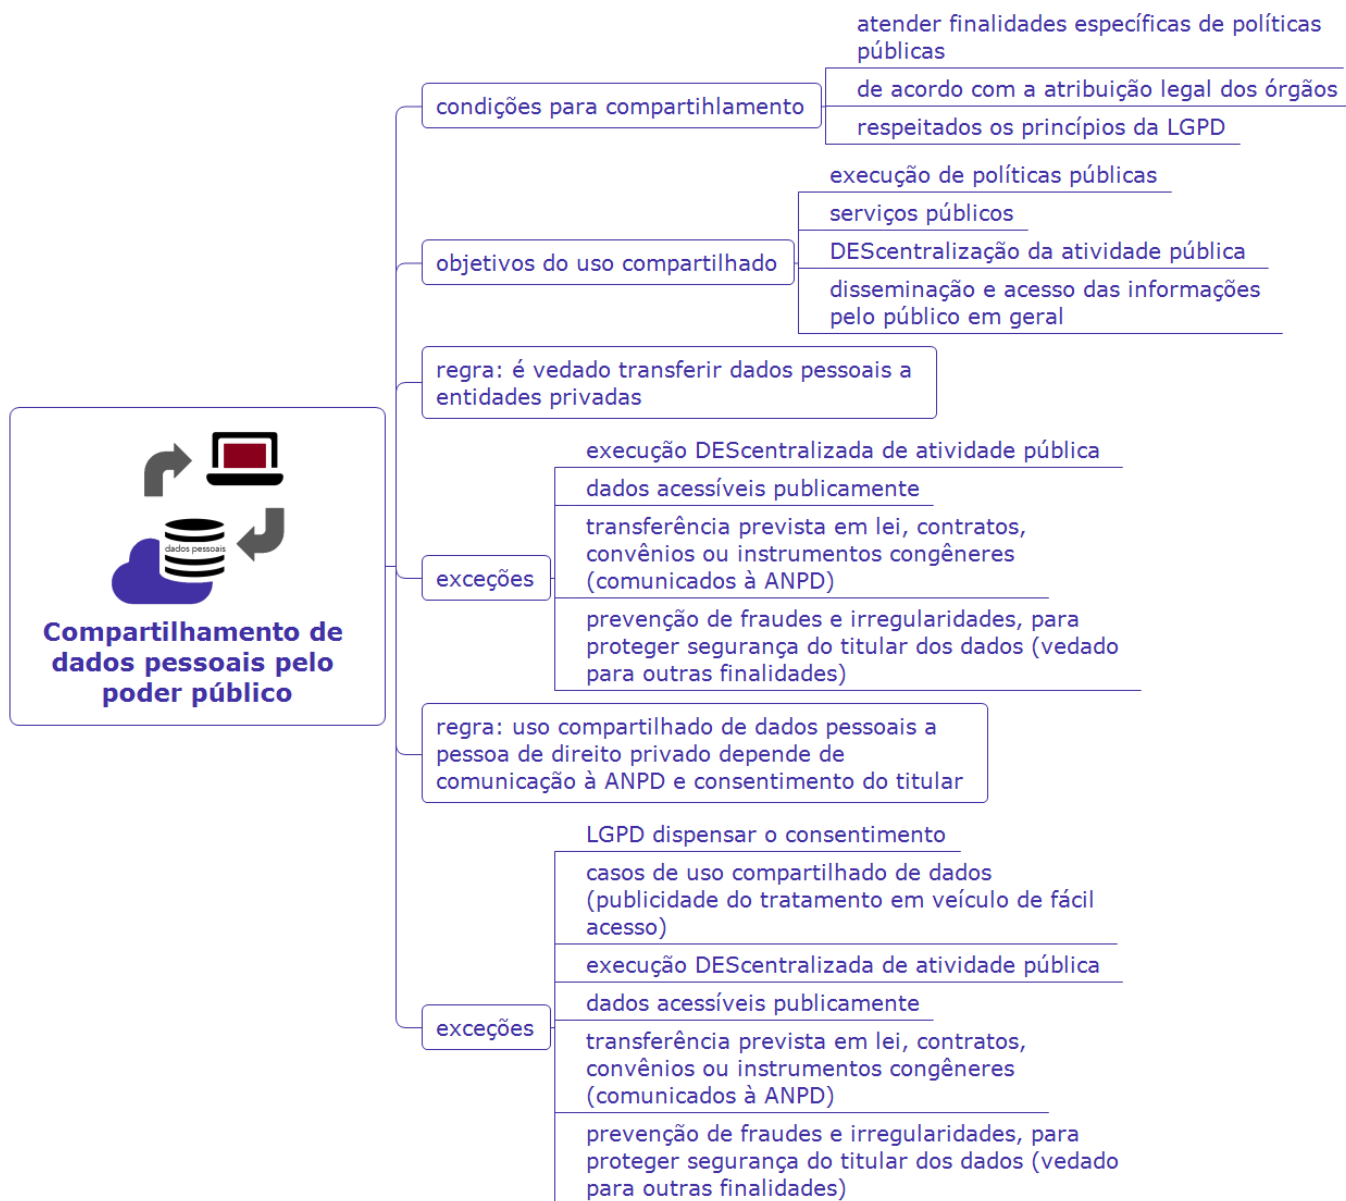 atender finalidades específicas de políticas
públicas
condições para compartihlamento
de acordo com a atribuição legal dos órgãos
respeitados os princípios da LGPD
execução de políticas públicas
serviços públicos
objetivos do uso compartilhado
DEScentralização da atividade pública
disseminação e acesso das informações
pelo público em geral
regra: é vedado transferir dados pessoais a
entidades privadas
dados pessoais
Compartilhamento de
dados pessoais pelo
poder público
execução DEScentralizada de atividade pública
dados acessíveis publicamente
exceções
transferência prevista em lei, contratos,
convênios ou instrumentos congêneres
(comunicados à ANPD)
prevenção de fraudes e irregularidades, para
proteger segurança do titular dos dados (vedado
para outras finalidades)
regra: uso compartilhado de dados pessoais a
pessoa de direito privado depende de
comunicação à ANPD e consentimento do titular
LGPD dispensar o consentimento
casos de uso compartilhado de dados
(publicidade do tratamento em veículo de fácil
acesso)
execução DEScentralizada de atividade pública
dados acessíveis publicamente
exceções
transferência prevista em lei, contratos,
convênios ou instrumentos congêneres
(comunicados à ANPD)
prevenção de fraudes e irregularidades, para
proteger segurança do titular dos dados (vedado
para outras finalidades)